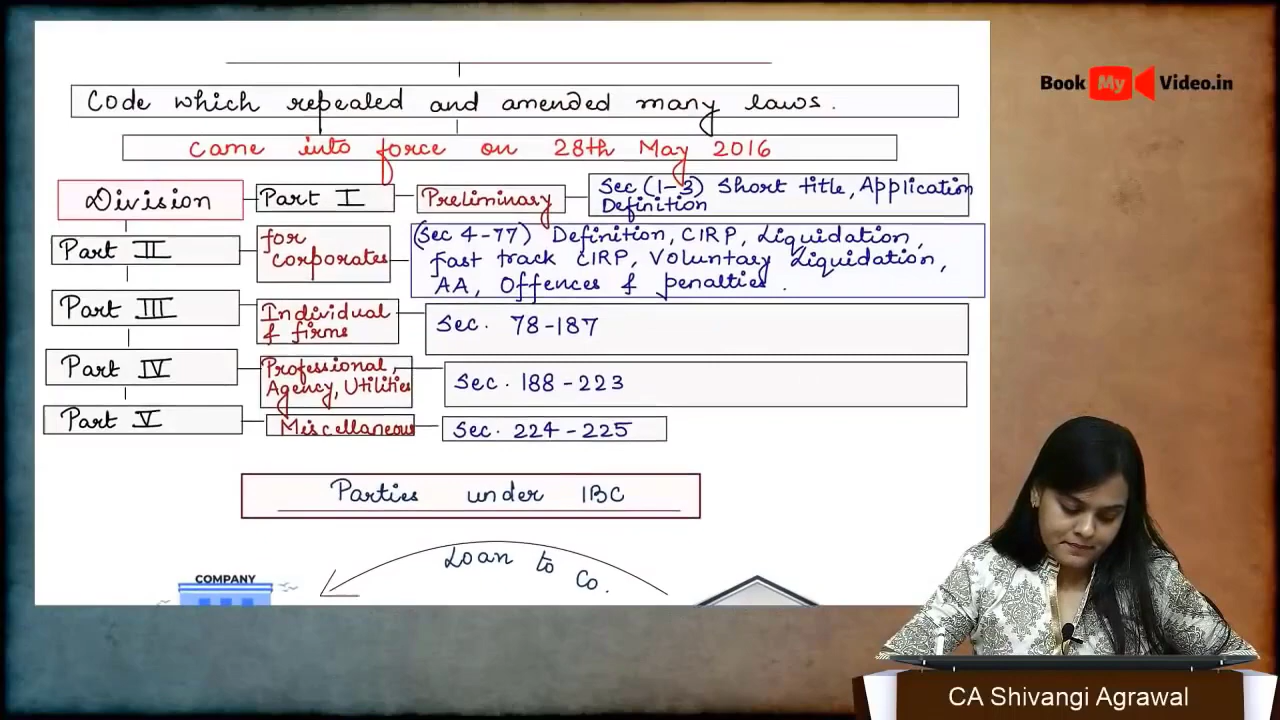 Book My Video.in
Code which repealed and amended many laws.
Came into force on 28th May 2016
Division
Part I
Preliminary
Sec (1-3) Short title, Application
Definition
Part II
for
corporates
(Sec 4-77) Definition, CIRP, Liquidation,
fast track CIRP, Voluntary Liquidation,
AA, Offences & penalties.
Part III
Individual
& firms
Sec. 78-187
Part IV
Professional,
Agency, Utilities
Sec. 188-223
Part V
Miscellaneous
Sec. 224-225
Parties under IBC
Loan to Co.
COMPANY
CA Shivangi Agrawal